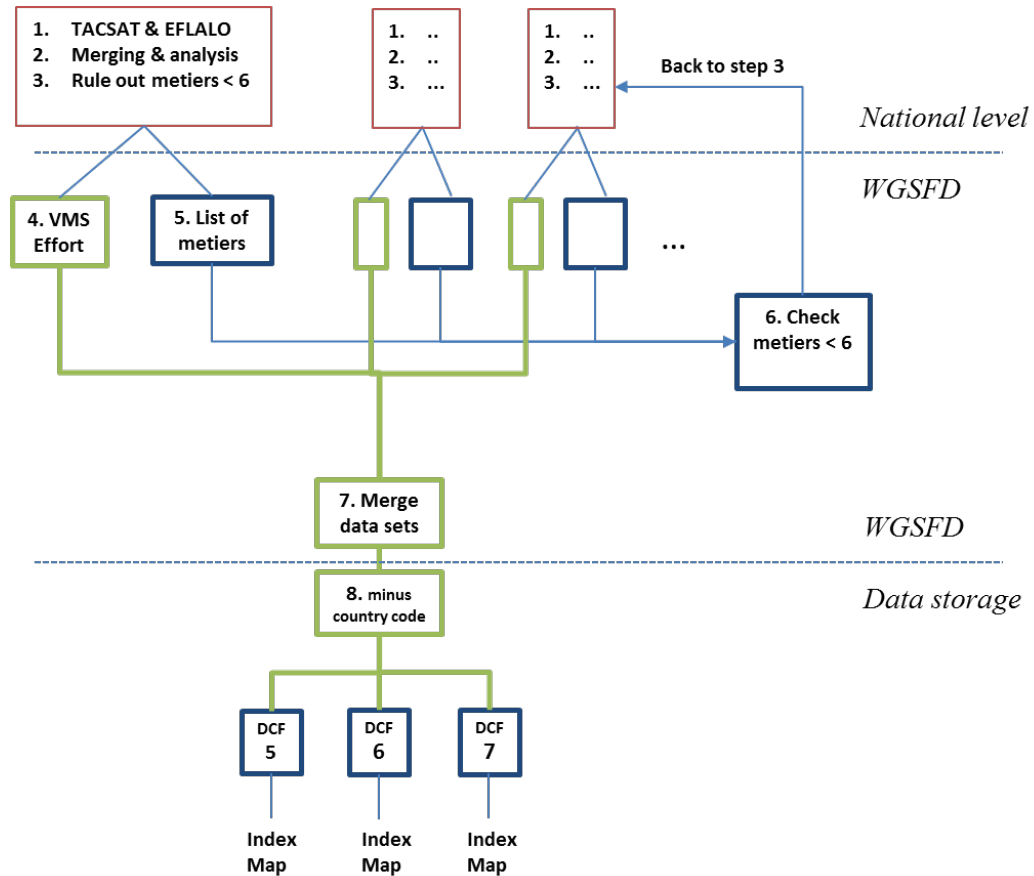 1. TACSAT & EFLALO
2. Merging & analysis
3. Rule out metiers < 6
1. ..
2. ..
3. ...
1. ..
2. ..
3. ...
Back to step 3
National level
WGSFD
4. VMS
Effort
5. List of
metiers
...
6. Check
metiers < 6
7. Merge
data sets
WGSFD
8. minus
country code
Data storage
DCF
5
DCF
6
DCF
7
Index
Map
Index
Map
Index
Map